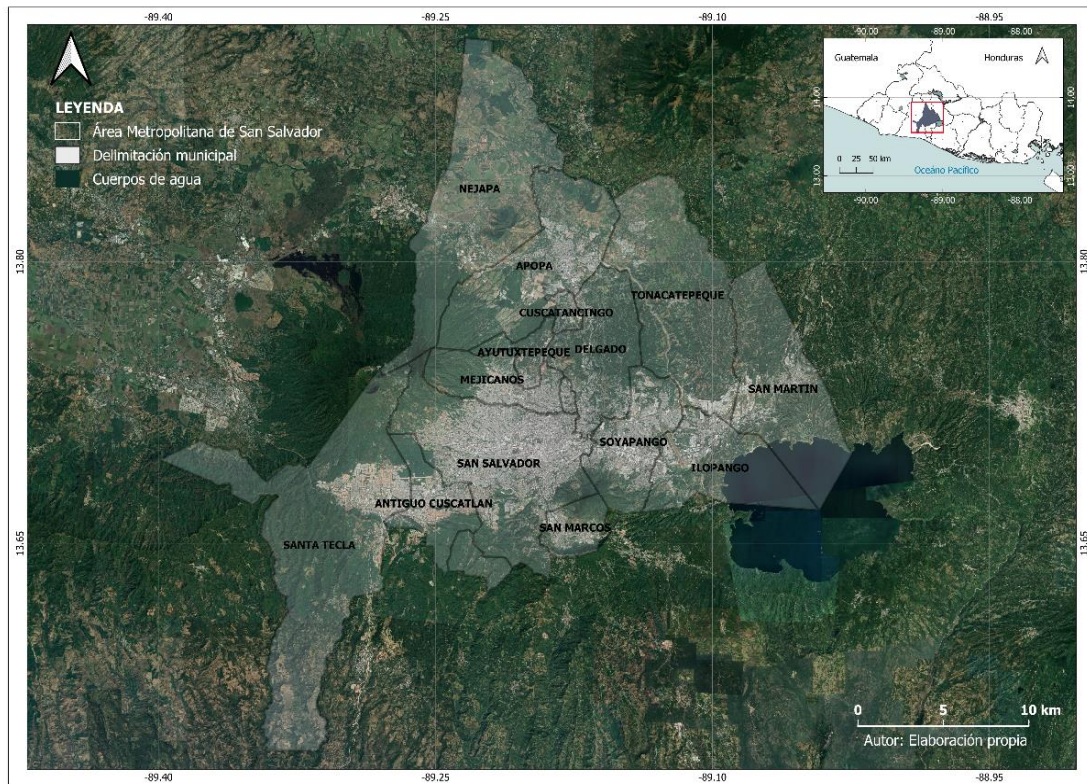 -89.40
-89.25
-89.10
-88.95
LEYENDA
Área Metropolitana de San Salvador
Delimitación municipal
Cuerpos de agua
-90.00
-89.00
-88.00
Guatemala
Honduras
14.00
14.00
13.00
13.00
0 25 50 km
Océano Pacífico
-90.00
-89.00
-88.00
13.80
13.80
NEJAPA
APOPA
TONACATEPEQUE
CUSCATANCINGO
AYUTUXTEPEQUE
DELGADO
MEJICANOS
SAN MARTIN
SOYAPANGO
SAN SALVADOR
ILOPANGO
ANTIGUO CUSCATLAN
SAN MARCOS
SANTA TECLA
13.65
13.65
0 5 10 km
Autor: Elaboración propia
-89.40
-89.25
-89.10
-88.95